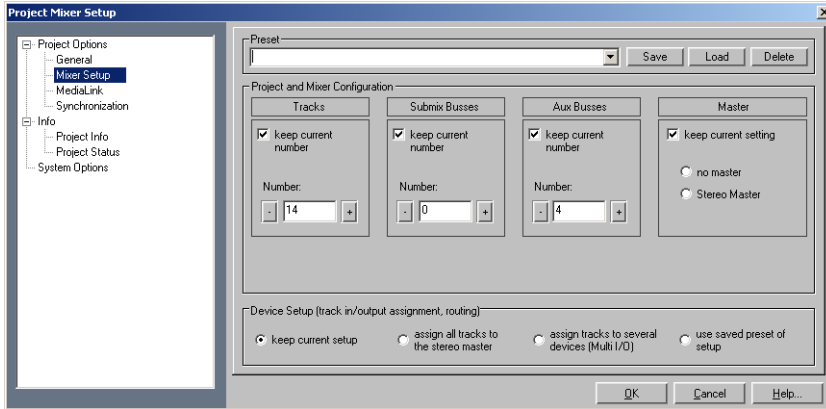 Project Mixer Setup
Project Options
General
Mixer Setup
MediaLink
Synchronization
Info
Project Info
Project Status
System Options
Preset
Save
Load
Delete
Project and Mixer Configuration
Tracks
keep current
number
Number:
-
14
+
Submix Busses
keep current
number
Number:
-
0
+
Aux Busses
keep current
number
Number:
-
4
+
Master
keep current setting
no master
Stereo Master
Device Setup (track in/output assignment, routing)
keep current setup
assign all tracks to
the stereo master
assign tracks to several
devices (Multi I/O)
use saved preset of
setup
OK
Cancel
Help...